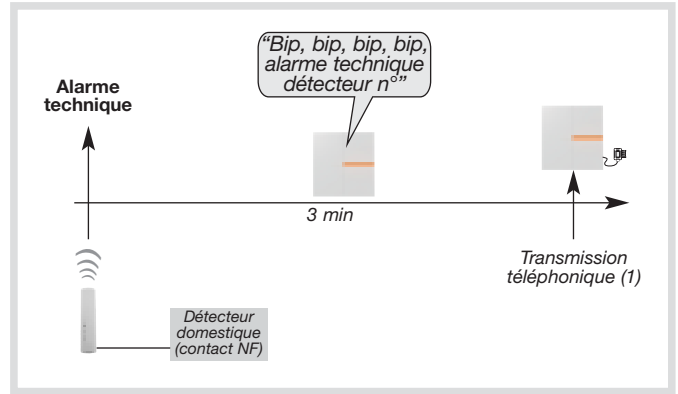 “Bip, bip, bip, bip,
alarme technique
détecteur n°”
Alarme
technique
3 min
Transmission
téléphonique (1)
Détecteur
domestique
(contact NF)